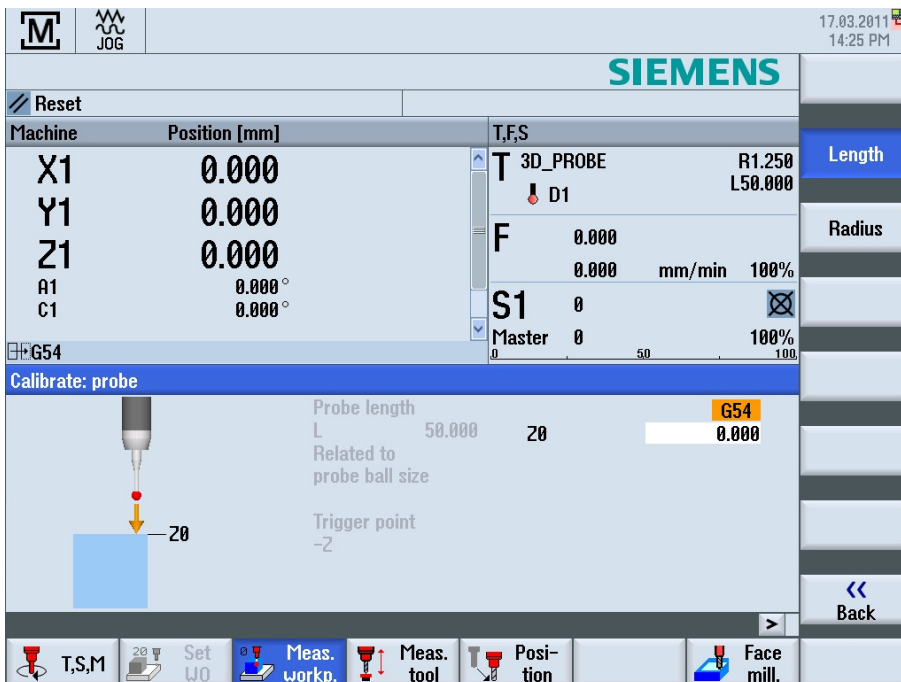 M
JOG
17.03.2011
14:25 PM
SIEMENS
Reset
Machine Position [mm]
T,F,S
X1 0.000
Y1 0.000
Z1 0.000
A1 0.000°
C1 0.000°
G54
T 3D_PROBE R1.250
D1 L50.000
F 0.000
0.000 mm/min 100%
S1 0
Master 0 100%
0 50 100
Length
Radius
Calibrate: probe
Probe length
L 50.000
Related to
probe ball size
Trigger point
-Z
G54
Z0 0.000
Z0
<<
Back
>
T,S,M
20
Set
WO
0
Meas.
workp.
Meas.
tool
Posi-
tion
Face
mill.